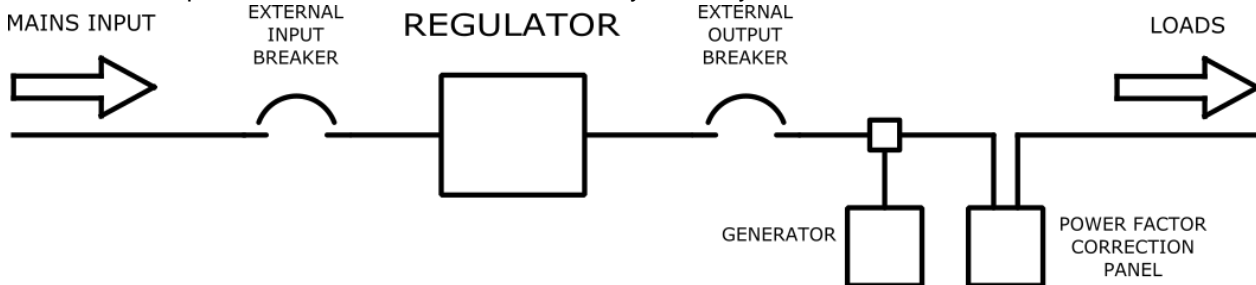 MAINS INPUT
EXTERNAL
INPUT
BREAKER
REGULATOR
EXTERNAL
OUTPUT
BREAKER
LOADS
GENERATOR
POWER FACTOR
CORRECTION
PANEL